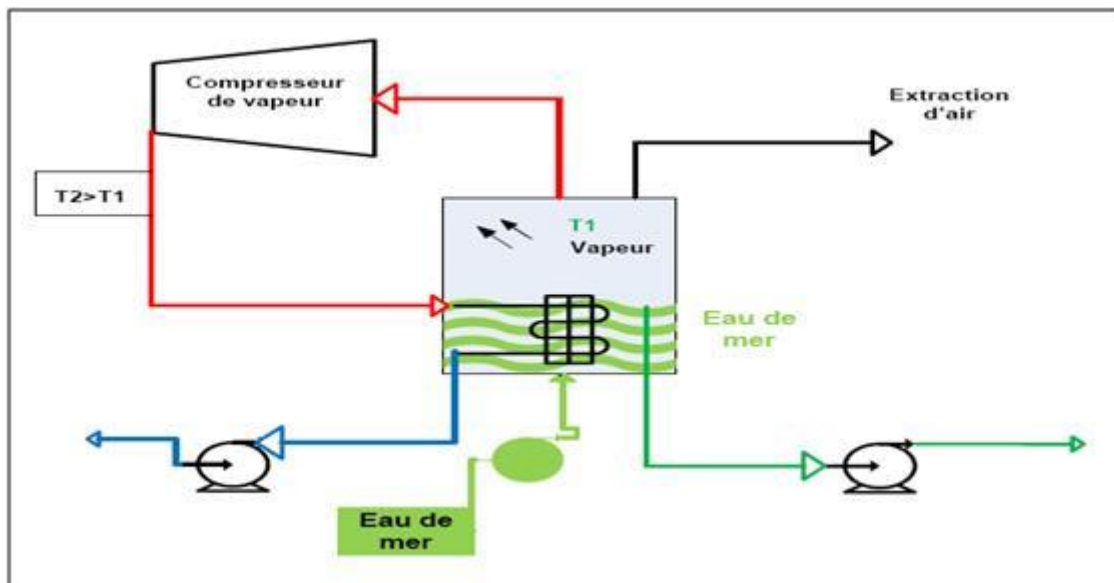 Compresseur
de vapeur
Extraction
d'air
T2>T1
T1
Vapeur
Eau de
mer
Eau de
mer